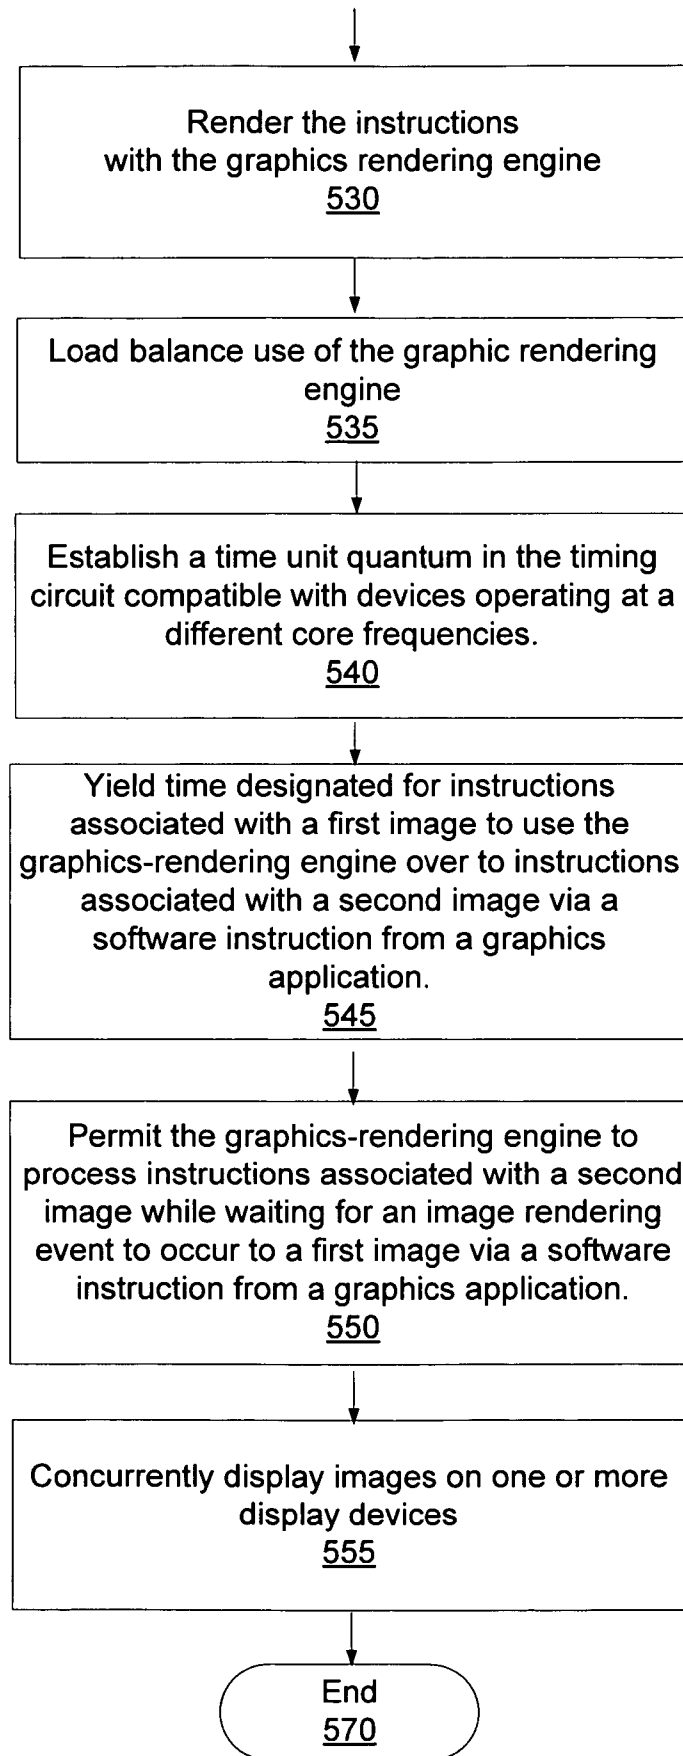 Render the instructions
with the graphics rendering engine
530
Load balance use of the graphic rendering
engine
535
Establish a time unit quantum in the timing
circuit compatible with devices operating at a
different core frequencies.
540
Yield time designated for instructions
associated with a first image to use the
graphics-rendering engine over to instructions
associated with a second image via a
software instruction from a graphics
application.
545
Permit the graphics-rendering engine to
process instructions associated with a second
image while waiting for an image rendering
event to occur to a first image via a software
instruction from a graphics application.
550
Concurrently display images on one or more
display devices
555
End
570